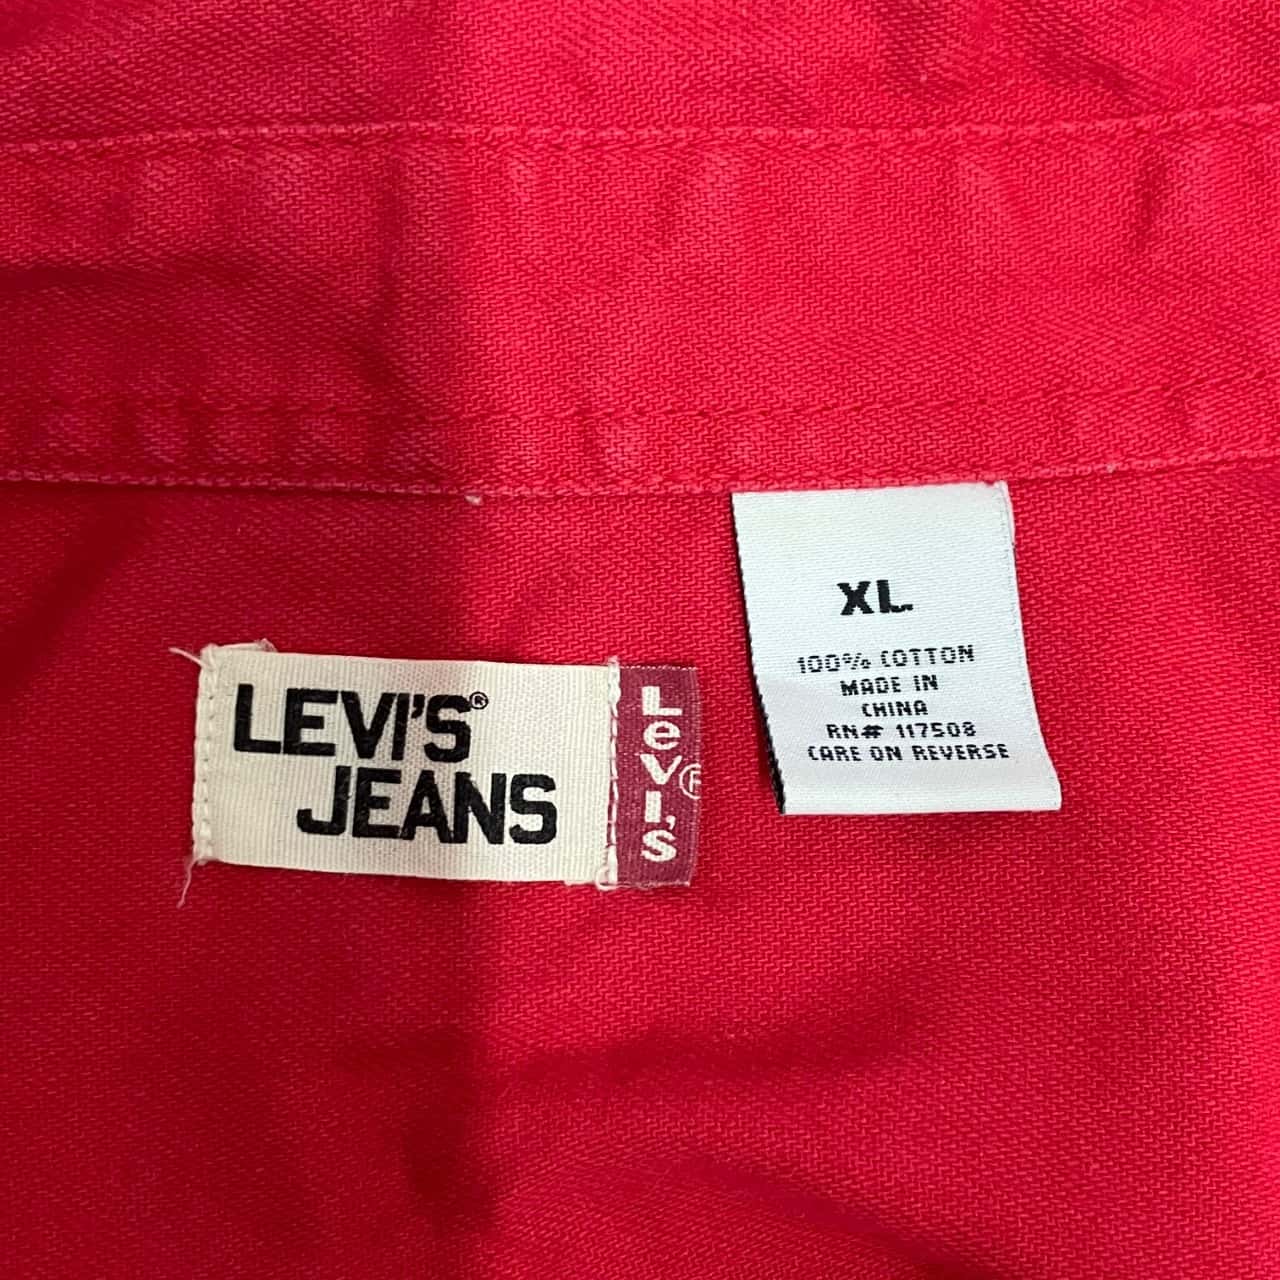 LEVI'S®
JEANS
LeVI.S®
XL
100% COTTON
MADE IN
CHINA
RN# 117508
CARE ON REVERSE